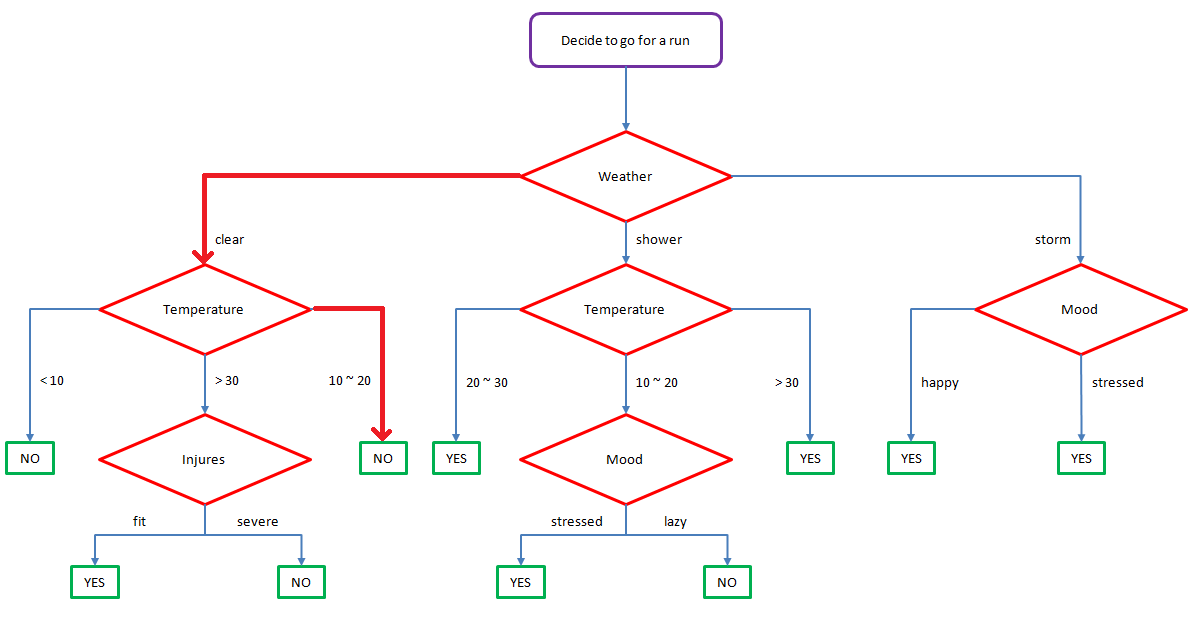 Decide to go for a run
Weather
clear
shower
storm
Temperature
Temperature
Mood
< 10
> 30
10 ~ 20
20 ~ 30
10 ~ 20
> 30
happy
stressed
NO
Injures
NO
YES
Mood
YES
YES
YES
fit
severe
stressed
lazy
YES
NO
YES
NO